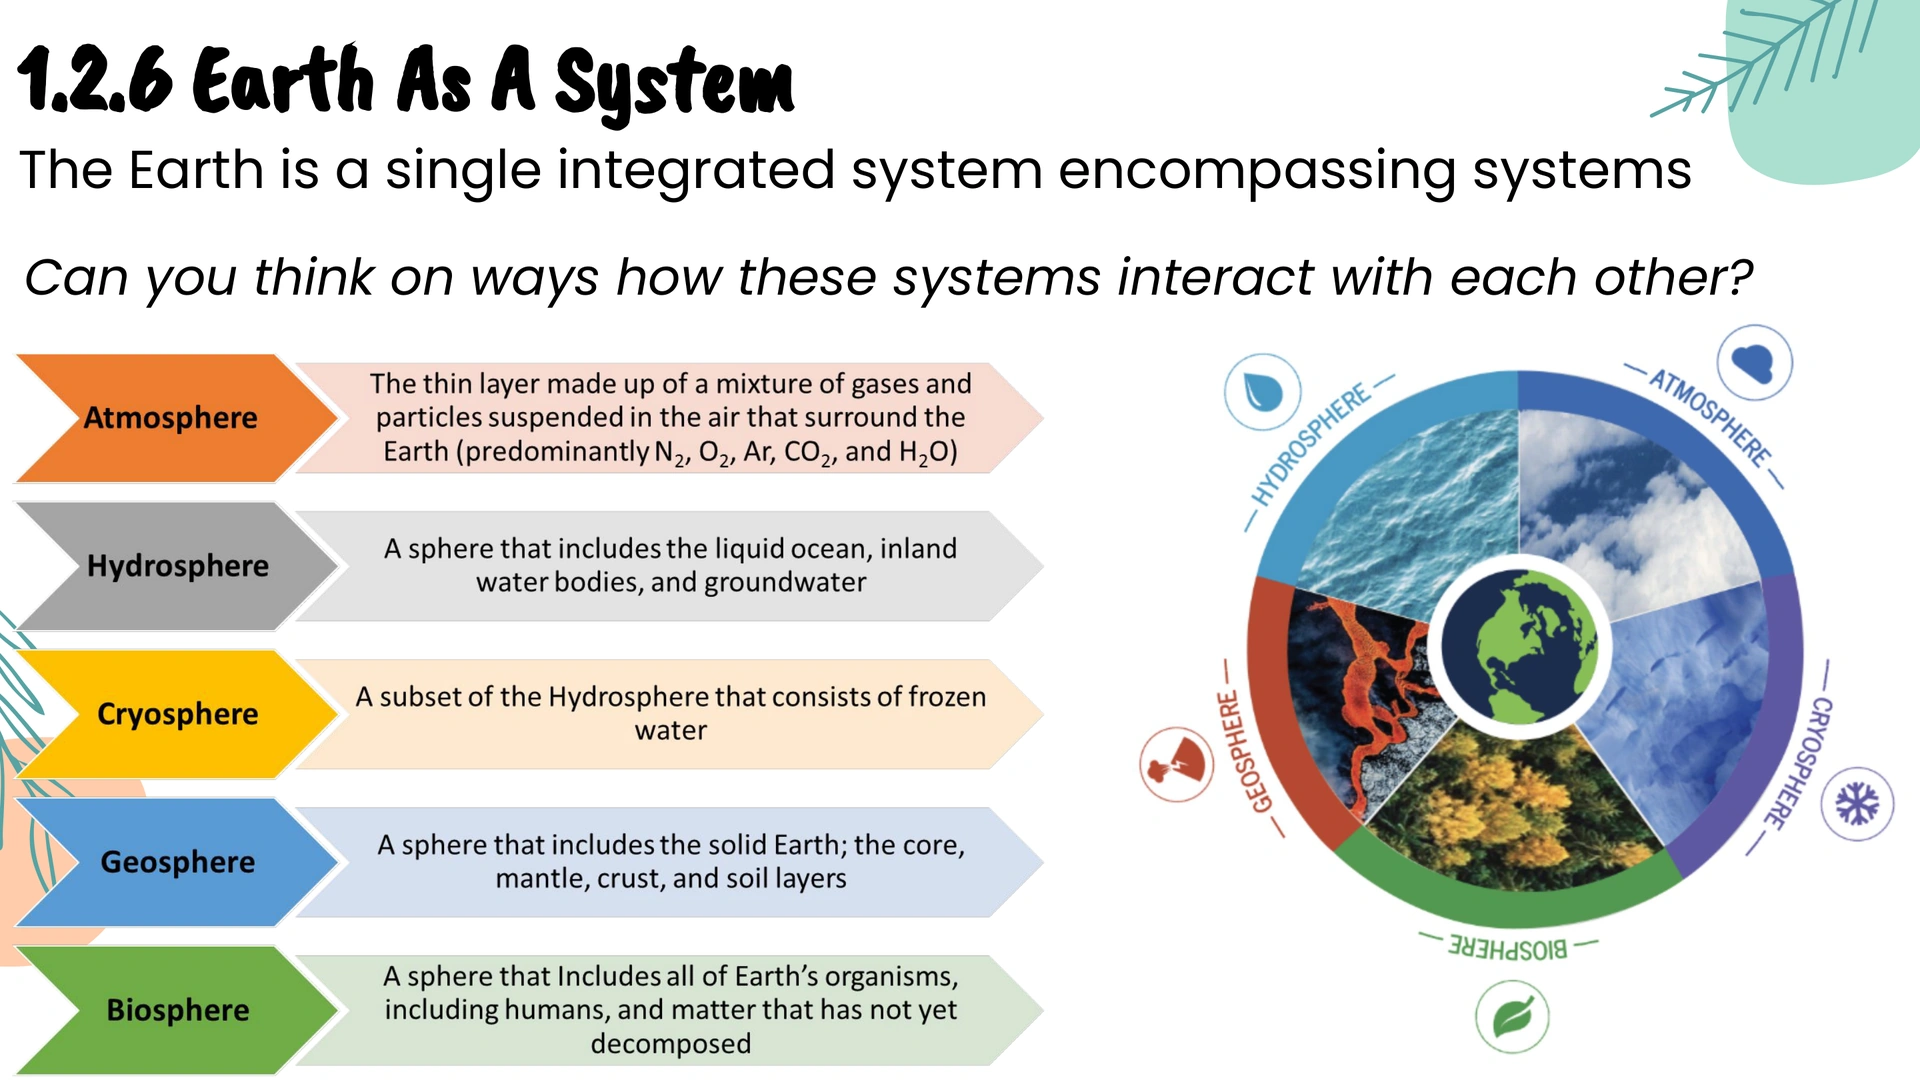 1.2.6 Earth As A System
The Earth is a single integrated system encompassing systems
Can you think on ways how these systems interact with each other?
Atmosphere
The thin layer made up of a mixture of gases and
particles suspended in the air that surround the
Earth (predominantly N₂, O₂, Ar, CO₂, and H₂O)
Hydrosphere
A sphere that includes the liquid ocean, inland
water bodies, and groundwater
Cryosphere
A subset of the Hydrosphere that consists of frozen
water
Geosphere
A sphere that includes the solid Earth; the core,
mantle, crust, and soil layers
Biosphere
A sphere that Includes all of Earth’s organisms,
including humans, and matter that has not yet
decomposed
HYDROSPHERE
ATMOSPHERE
GEOSPHERE
CRYOSPHERE
BIOSPHERE